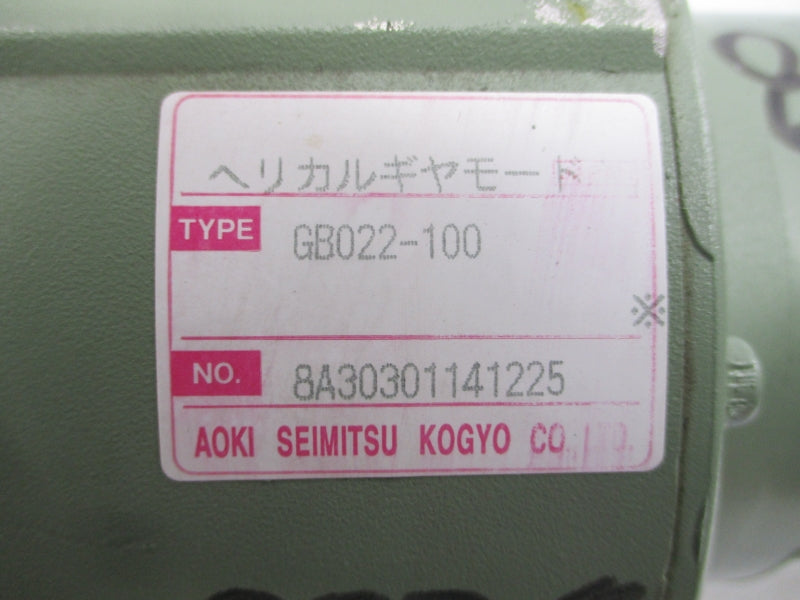 ヘリカルギヤモード
TYPE GB022-100
※
NO. 8A30301141225
AOKI SEIMITSU KOGYO CO. LTD.